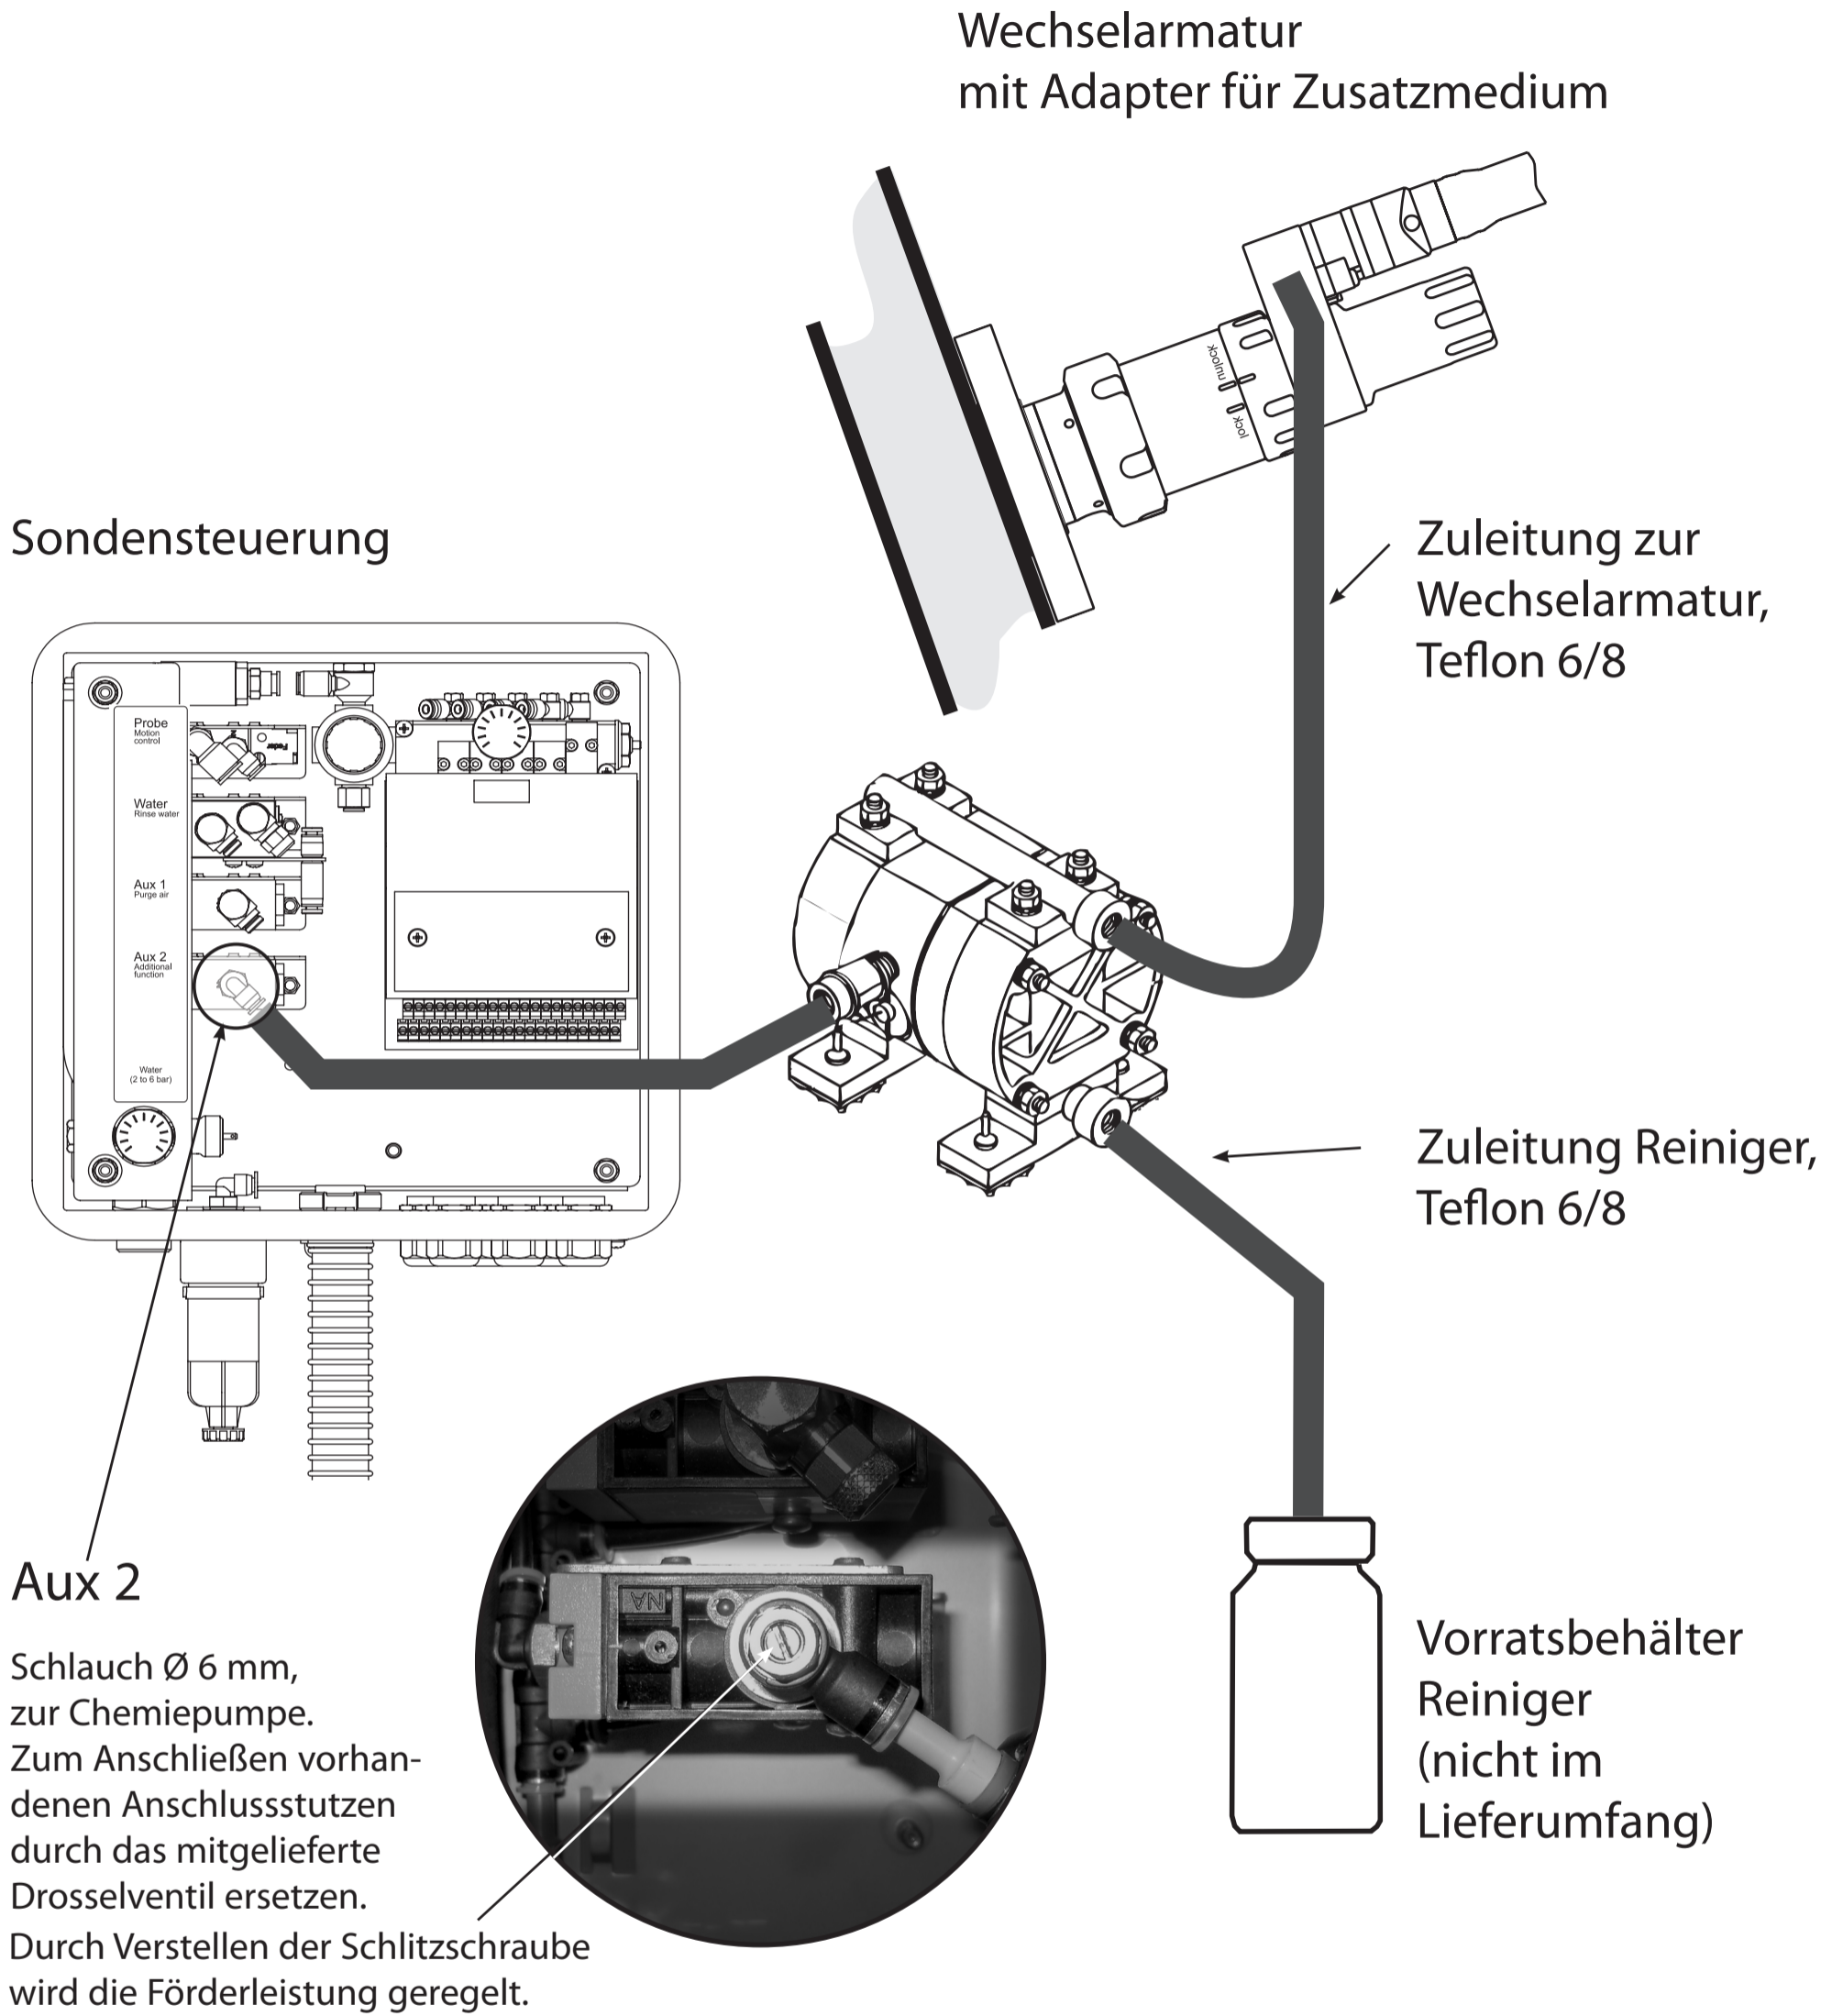 Wechselarmatur
mit Adapter für Zusatzmedium
unlock
lock
Sondensteuerung
Zuleitung zur
Wechselarmatur,
Teflon 6/8
Probe
Motion
control
Feder
Water
Rinse water
Aux 1
Purge air
Aux 2
Additional
function
Water
(2 to 6 bar)
Zuleitung Reiniger,
Teflon 6/8
Aux 2
Schlauch Ø 6 mm,
zur Chemiepumpe.
Zum Anschließen vorhan-
denen Anschlussstutzen
durch das mitgelieferte
Drosselventil ersetzen.
Durch Verstellen der Schlitzschraube
wird die Förderleistung geregelt.
NA
Vorratsbehälter
Reiniger
(nicht im
Lieferumfang)